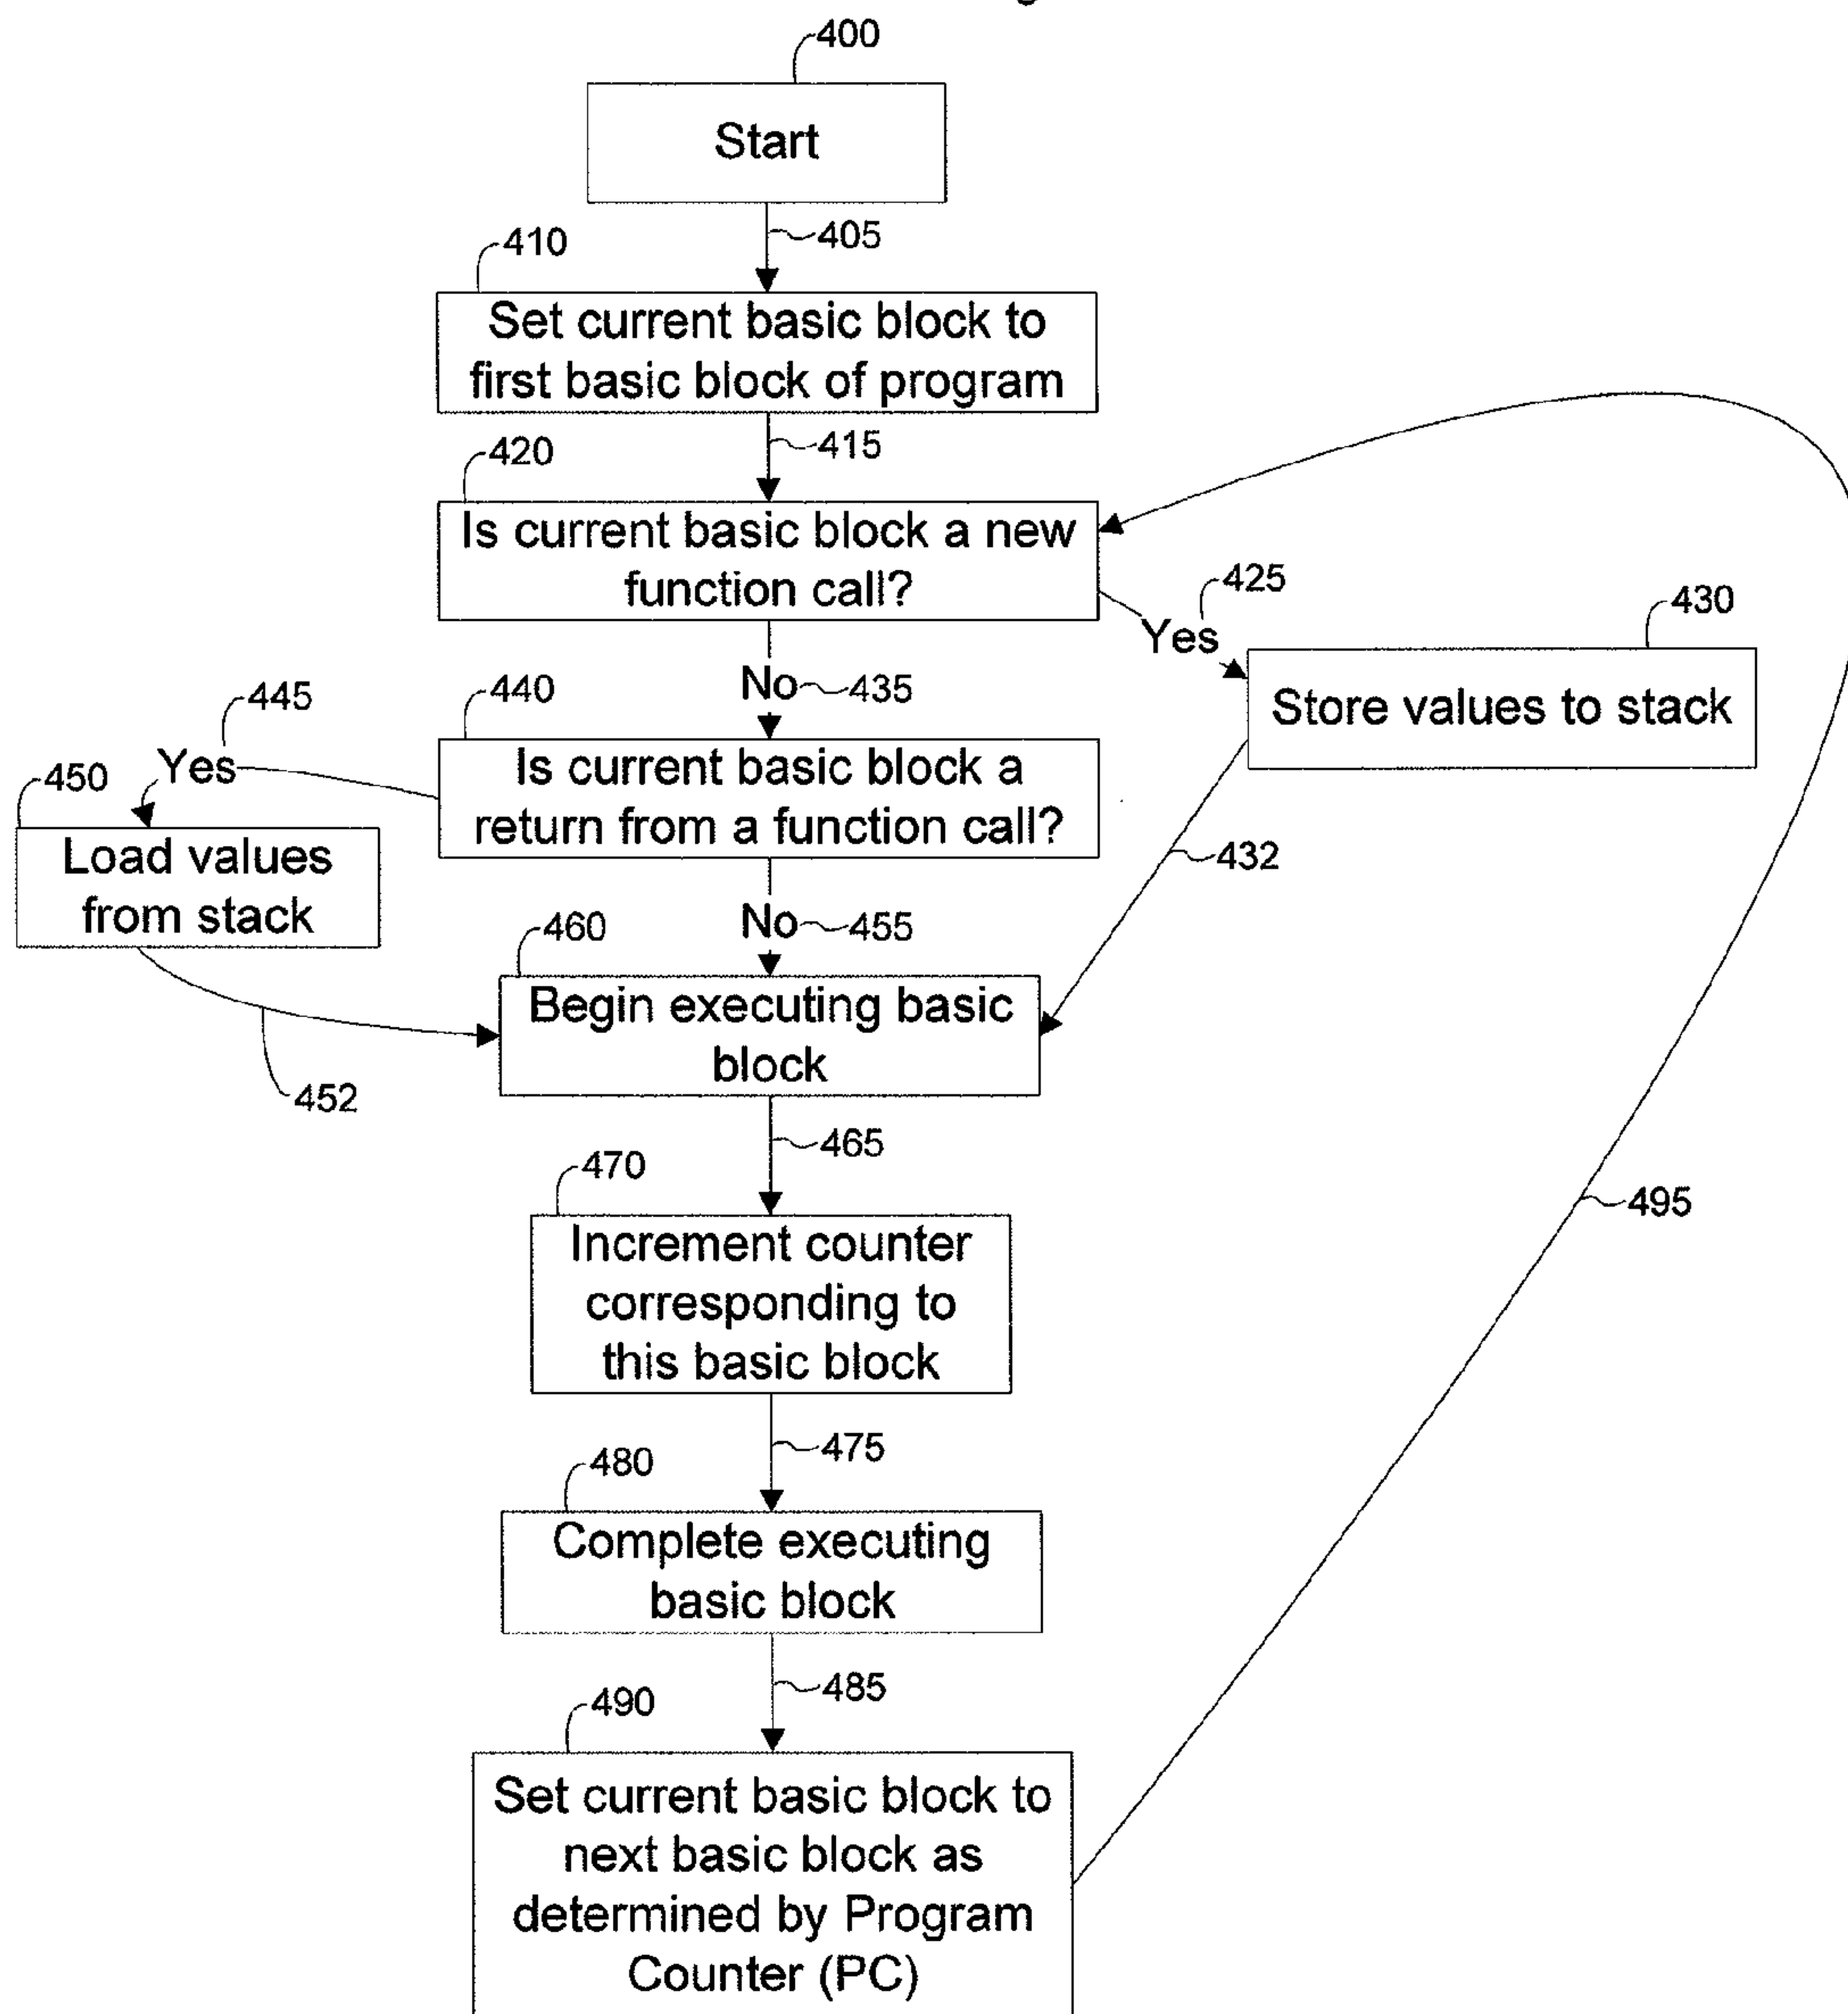 400
Start
405
410
Set current basic block to
first basic block of program
415
420
Is current basic block a new
function call?
425
Yes
430
Store values to stack
No
435
440
445
Yes
Is current basic block a
return from a function call?
450
Load values
from stack
432
No
455
460
Begin executing basic
block
452
465
470
Increment counter
corresponding to
this basic block
495
475
480
Complete executing
basic block
485
490
Set current basic block to
next basic block as
determined by Program
Counter (PC)